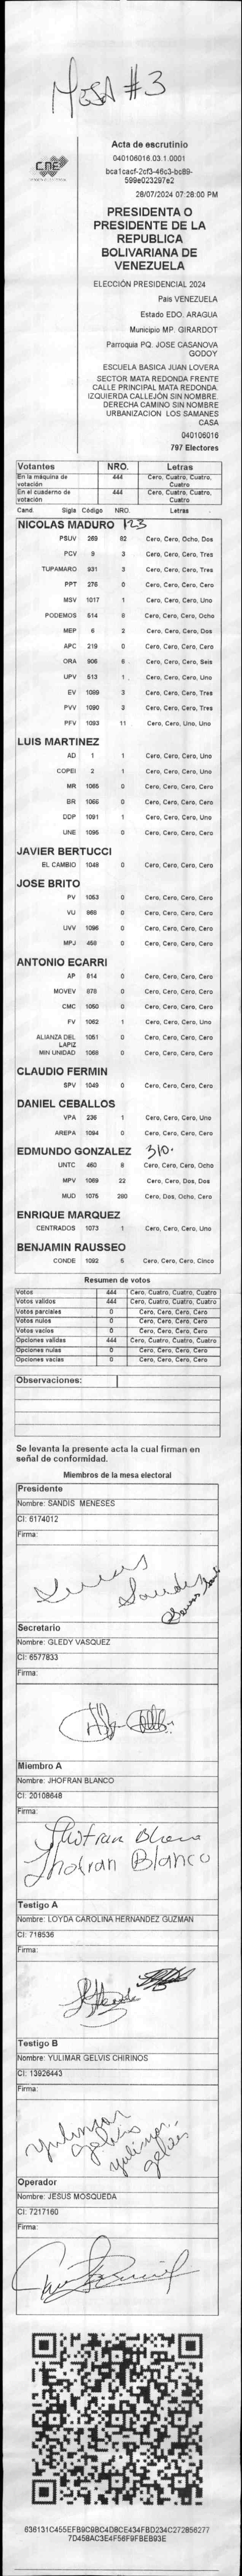 MESA #3
CNE
Acta de escrutinio
040106016.03.1.0001
bca1cacf-2cf3-46c3-bc89-
599e023297e2
28/07/2024 07:28:00 PM
PRESIDENTA O
PRESIDENTE DE LA
REPUBLICA
BOLIVARIANA DE
VENEZUELA
ELECCIÓN PRESIDENCIAL 2024
Pais VENEZUELA
Estado EDO. ARAGUA
Municipio MP. GIRARDOT
Parroquia PQ. JOSE CASANOVA
GODOY
ESCUELA BASICA JUAN LOVERA
SECTOR MATA REDONDA FRENTE
CALLE PRINCIPAL MATA REDONDA.
IZQUIERDA CALLEJÓN SIN NOMBRE.
DERECHA CAMINO SIN NOMBRE
URBANIZACION LOS SAMANES
CASA
040106016
797 Electores
Votantes NRO. Letras
En la máquina de votación 444 Cero, Cuatro, Cuatro, Cuatro
En el cuaderno de votación 444 Cero, Cuatro, Cuatro, Cuatro
Cand. Sigla Código NRO. Letras
NICOLAS MADURO 123
PSUV 269 82 Cero, Cero, Ocho, Dos
PCV 9 3 Cero, Cero, Cero, Tres
TUPAMARO 931 3 Cero, Cero, Cero, Tres
PPT 276 0 Cero, Cero, Cero, Cero
MSV 1017 1 Cero, Cero, Cero, Uno
PODEMOS 514 8 Cero, Cero, Cero, Ocho
MEP 6 2 Cero, Cero, Cero, Dos
APC 219 0 Cero, Cero, Cero, Cero
ORA 906 6 Cero, Cero, Cero, Seis
UPV 613 1 Cero, Cero, Cero, Uno
EV 1089 3 Cero, Cero, Cero, Tres
PVV 1090 3 Cero, Cero, Cero, Tres
PFV 1093 11 Cero, Cero, Uno, Uno
LUIS MARTINEZ
AD 1 1 Cero, Cero, Cero, Uno
COPEI 2 1 Cero, Cero, Cero, Uno
MR 1065 0 Cero, Cero, Cero, Cero
BR 1066 0 Cero, Cero, Cero, Cero
DDP 1091 1 Cero, Cero, Cero, Uno
UNE 1095 0 Cero, Cero, Cero, Cero
JAVIER BERTUCCI
EL CAMBIO 1048 0 Cero, Cero, Cero, Cero
JOSE BRITO
PV 1053 0 Cero, Cero, Cero, Cero
VU 868 0 Cero, Cero, Cero, Cero
UVV 1096 0 Cero, Cero, Cero, Cero
MPJ 458 0 Cero, Cero, Cero, Cero
ANTONIO ECARRI
AP 614 0 Cero, Cero, Cero, Cero
MOVEV 878 0 Cero, Cero, Cero, Cero
CMC 1050 0 Cero, Cero, Cero, Cero
FV 1062 1 Cero, Cero, Cero, Uno
ALIANZA DEL LAPIZ 1051 0 Cero, Cero, Cero, Cero
MIN UNIDAD 1068 0 Cero, Cero, Cero, Cero
CLAUDIO FERMIN
SPV 1049 0 Cero, Cero, Cero, Cero
DANIEL CEBALLOS
VPA 236 1 Cero, Cero, Cero, Uno
AREPA 1094 0 Cero, Cero, Cero, Cero
EDMUNDO GONZALEZ 310.
UNTC 460 8 Cero, Cero, Cero, Ocho
MPV 1069 22 Cero, Cero, Dos, Dos
MUD 1075 280 Cero, Dos, Ocho, Cero
ENRIQUE MARQUEZ
CENTRADOS 1073 1 Cero, Cero, Cero, Uno
BENJAMIN RAUSSEO
CONDE 1092 5 Cero, Cero, Cero, Cinco
Resumen de votos
Votos 444 Cero, Cuatro, Cuatro, Cuatro
Votos validos 444 Cero, Cuatro, Cuatro, Cuatro
Votos parciales 0 Cero, Cero, Cero, Cero
Votos nulos 0 Cero, Cero, Cero, Cero
Votos vacios 0 Cero, Cero, Cero, Cero
Opciones validas 444 Cero, Cuatro, Cuatro, Cuatro
Opciones nulas 0 Cero, Cero, Cero, Cero
Opciones vacias 0 Cero, Cero, Cero, Cero
Observaciones:
Se levanta la presente acta la cual firman en
señal de conformidad.
Miembros de la mesa electoral
Presidente
Nombre: SANDIS MENESES
CI: 6174012
Firma:
Secretario
Nombre: GLEDY VASQUEZ
CI: 6577833
Firma:
Miembro A
Nombre: JHOFRAN BLANCO
CI: 20108648
Firma:
Jhofran Blanco
Jhofran Blanco
Testigo A
Nombre: LOYDA CAROLINA HERNANDEZ GUZMAN
CI: 718536
Firma:
Testigo B
Nombre: YULIMAR GELVIS CHIRINOS
CI: 13926443
Firma:
yulimar gelvis
yulimar gelvis
Operador
Nombre: JESUS MOSQUEDA
CI: 7217160
Firma:
636131C455EFB9C9BC4D8CE434FBD234C272856277
7D458AC3E4F56F9FBEB93E